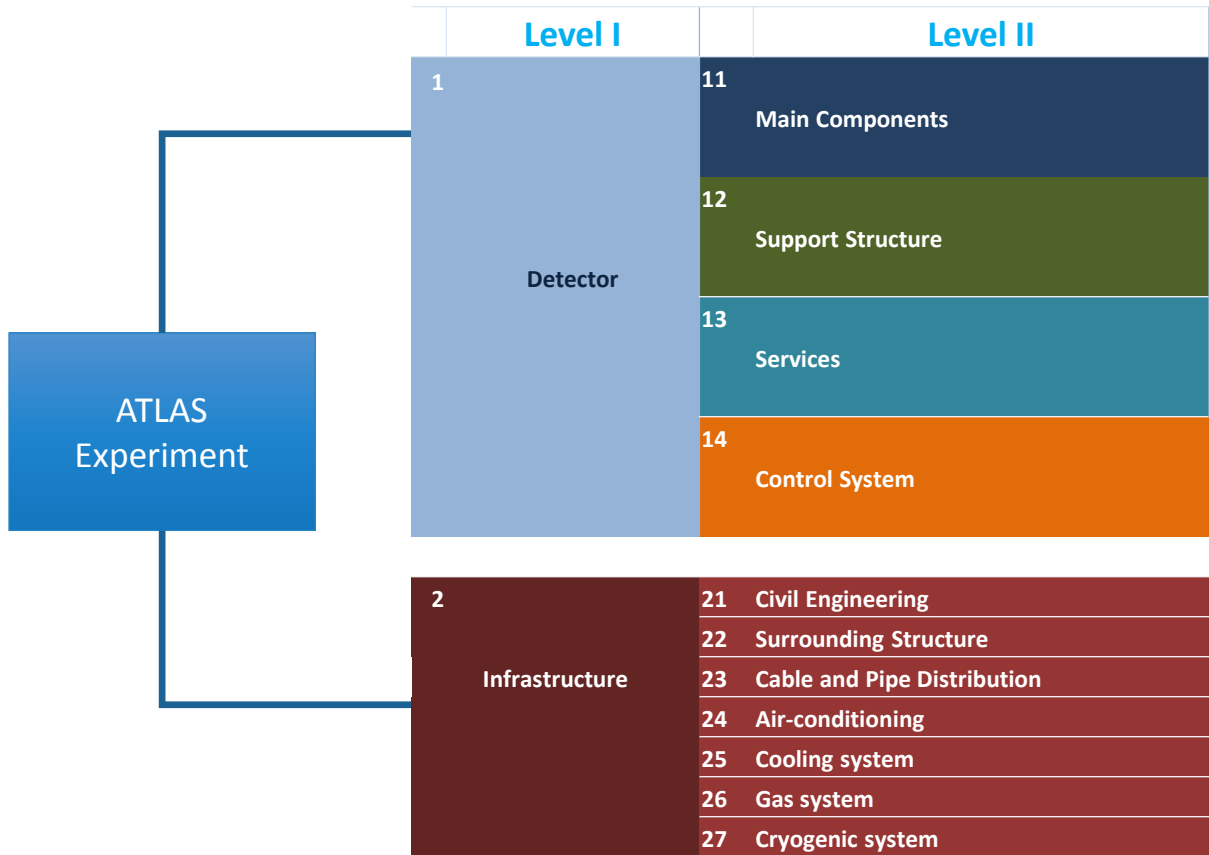 Level I Level II
1 11
Main Components
12
Support Structure
Detector
13
Services
ATLAS
Experiment
14
Control System
2 21 Civil Engineering
22 Surrounding Structure
Infrastructure 23 Cable and Pipe Distribution
24 Air-conditioning
25 Cooling system
26 Gas system
27 Cryogenic system